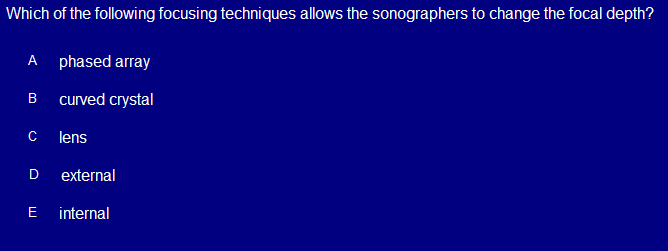 Which of the following focusing techniques allows the sonographers to change the focal depth?
A phased array
B curved crystal
C lens
D external
E internal